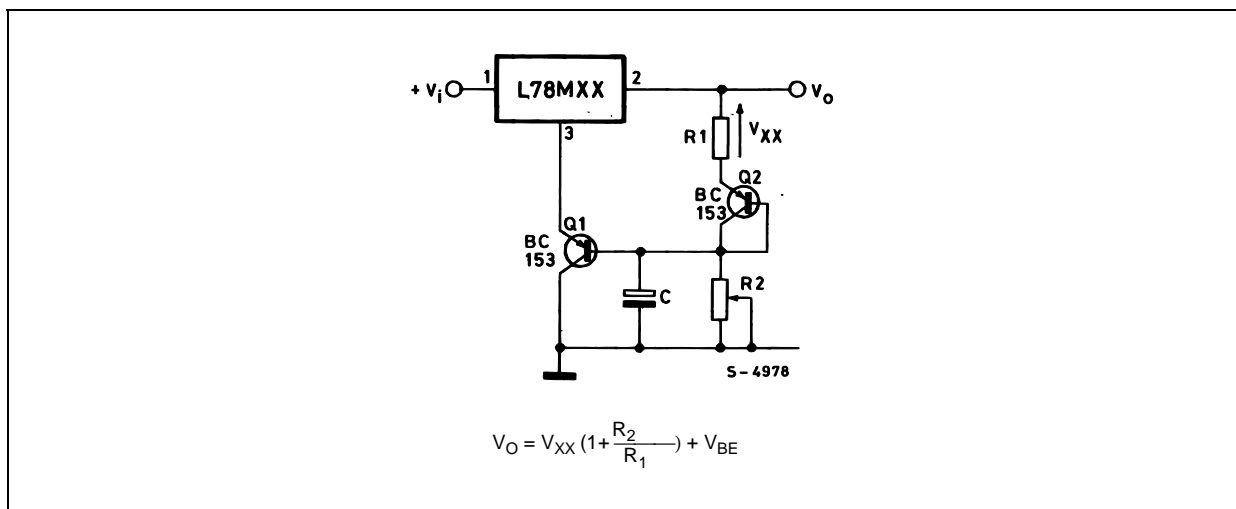 1 L78MXX 2
+ Vi Vo
3
R1 VXX
Q2
BC
153
Q1
BC
153
C
R2
S-4978
VO = VXX (1+ R2/R1) + VBE